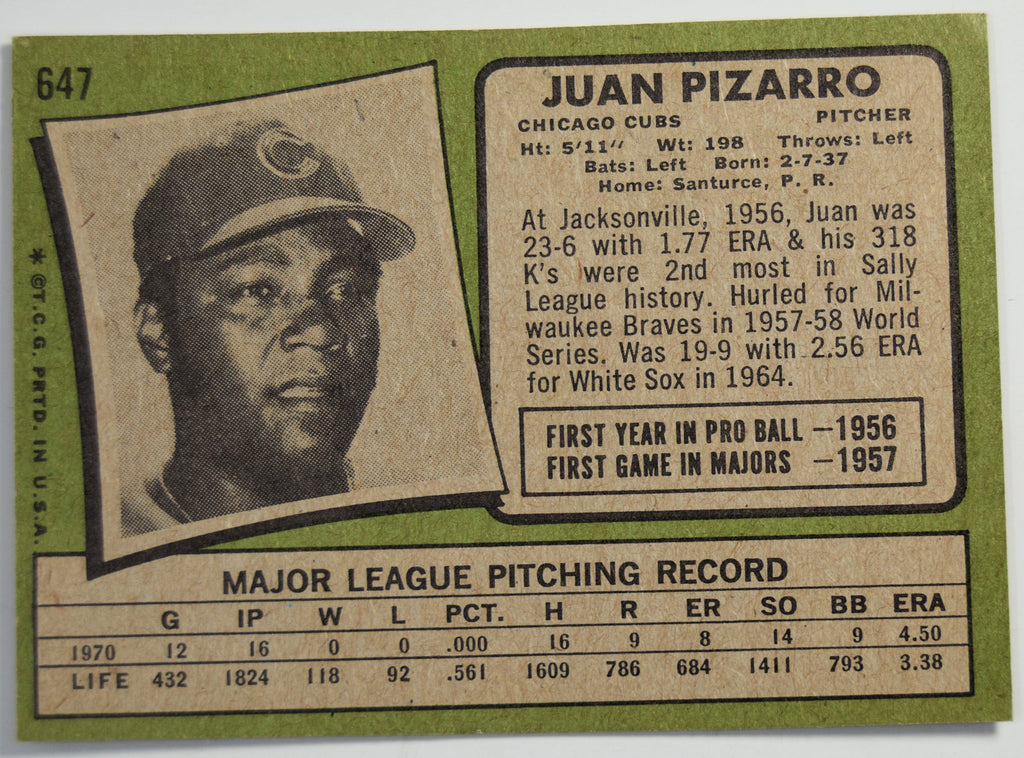 647
JUAN PIZARRO
CHICAGO CUBS PITCHER
Ht: 5'11" Wt: 198 Throws: Left
Bats: Left Born: 2-7-37
Home: Santurce, P. R.
At Jacksonville, 1956, Juan was
23-6 with 1.77 ERA & his 318
K's were 2nd most in Sally
League history. Hurled for Mil-
waukee Braves in 1957-58 World
Series. Was 19-9 with 2.56 ERA
for White Sox in 1964.
FIRST YEAR IN PRO BALL —1956
FIRST GAME IN MAJORS —1957
C
* ©T.C.G. PRTD. IN U.S.A.
MAJOR LEAGUE PITCHING RECORD
G IP W L PCT. H R ER SO BB ERA
1970 12 16 0 0 .000 16 9 8 14 9 4.50
LIFE 432 1824 118 92 .561 1609 786 684 1411 793 3.38